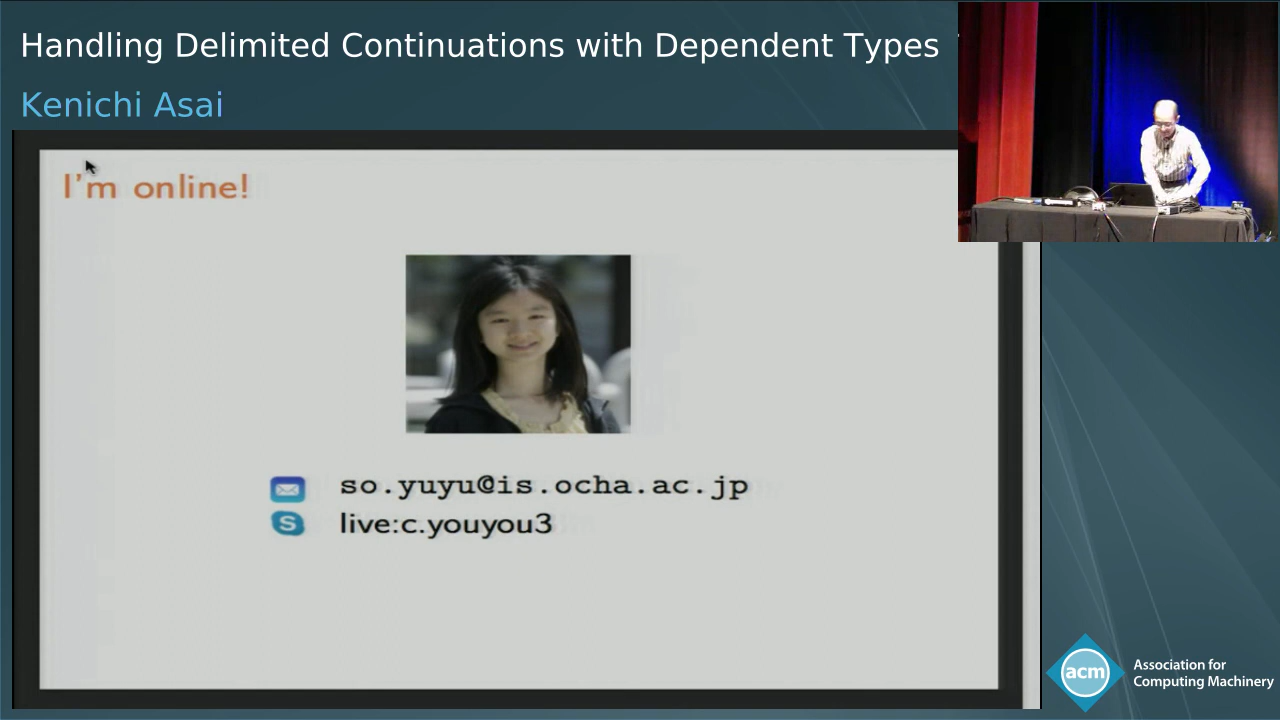 Handling Delimited Continuations with Dependent Types
Kenichi Asai
I'm online!
so.yuyu@is.ocha.ac.jp
S
live:c.youyou3
acm
Association for
Computing Machinery